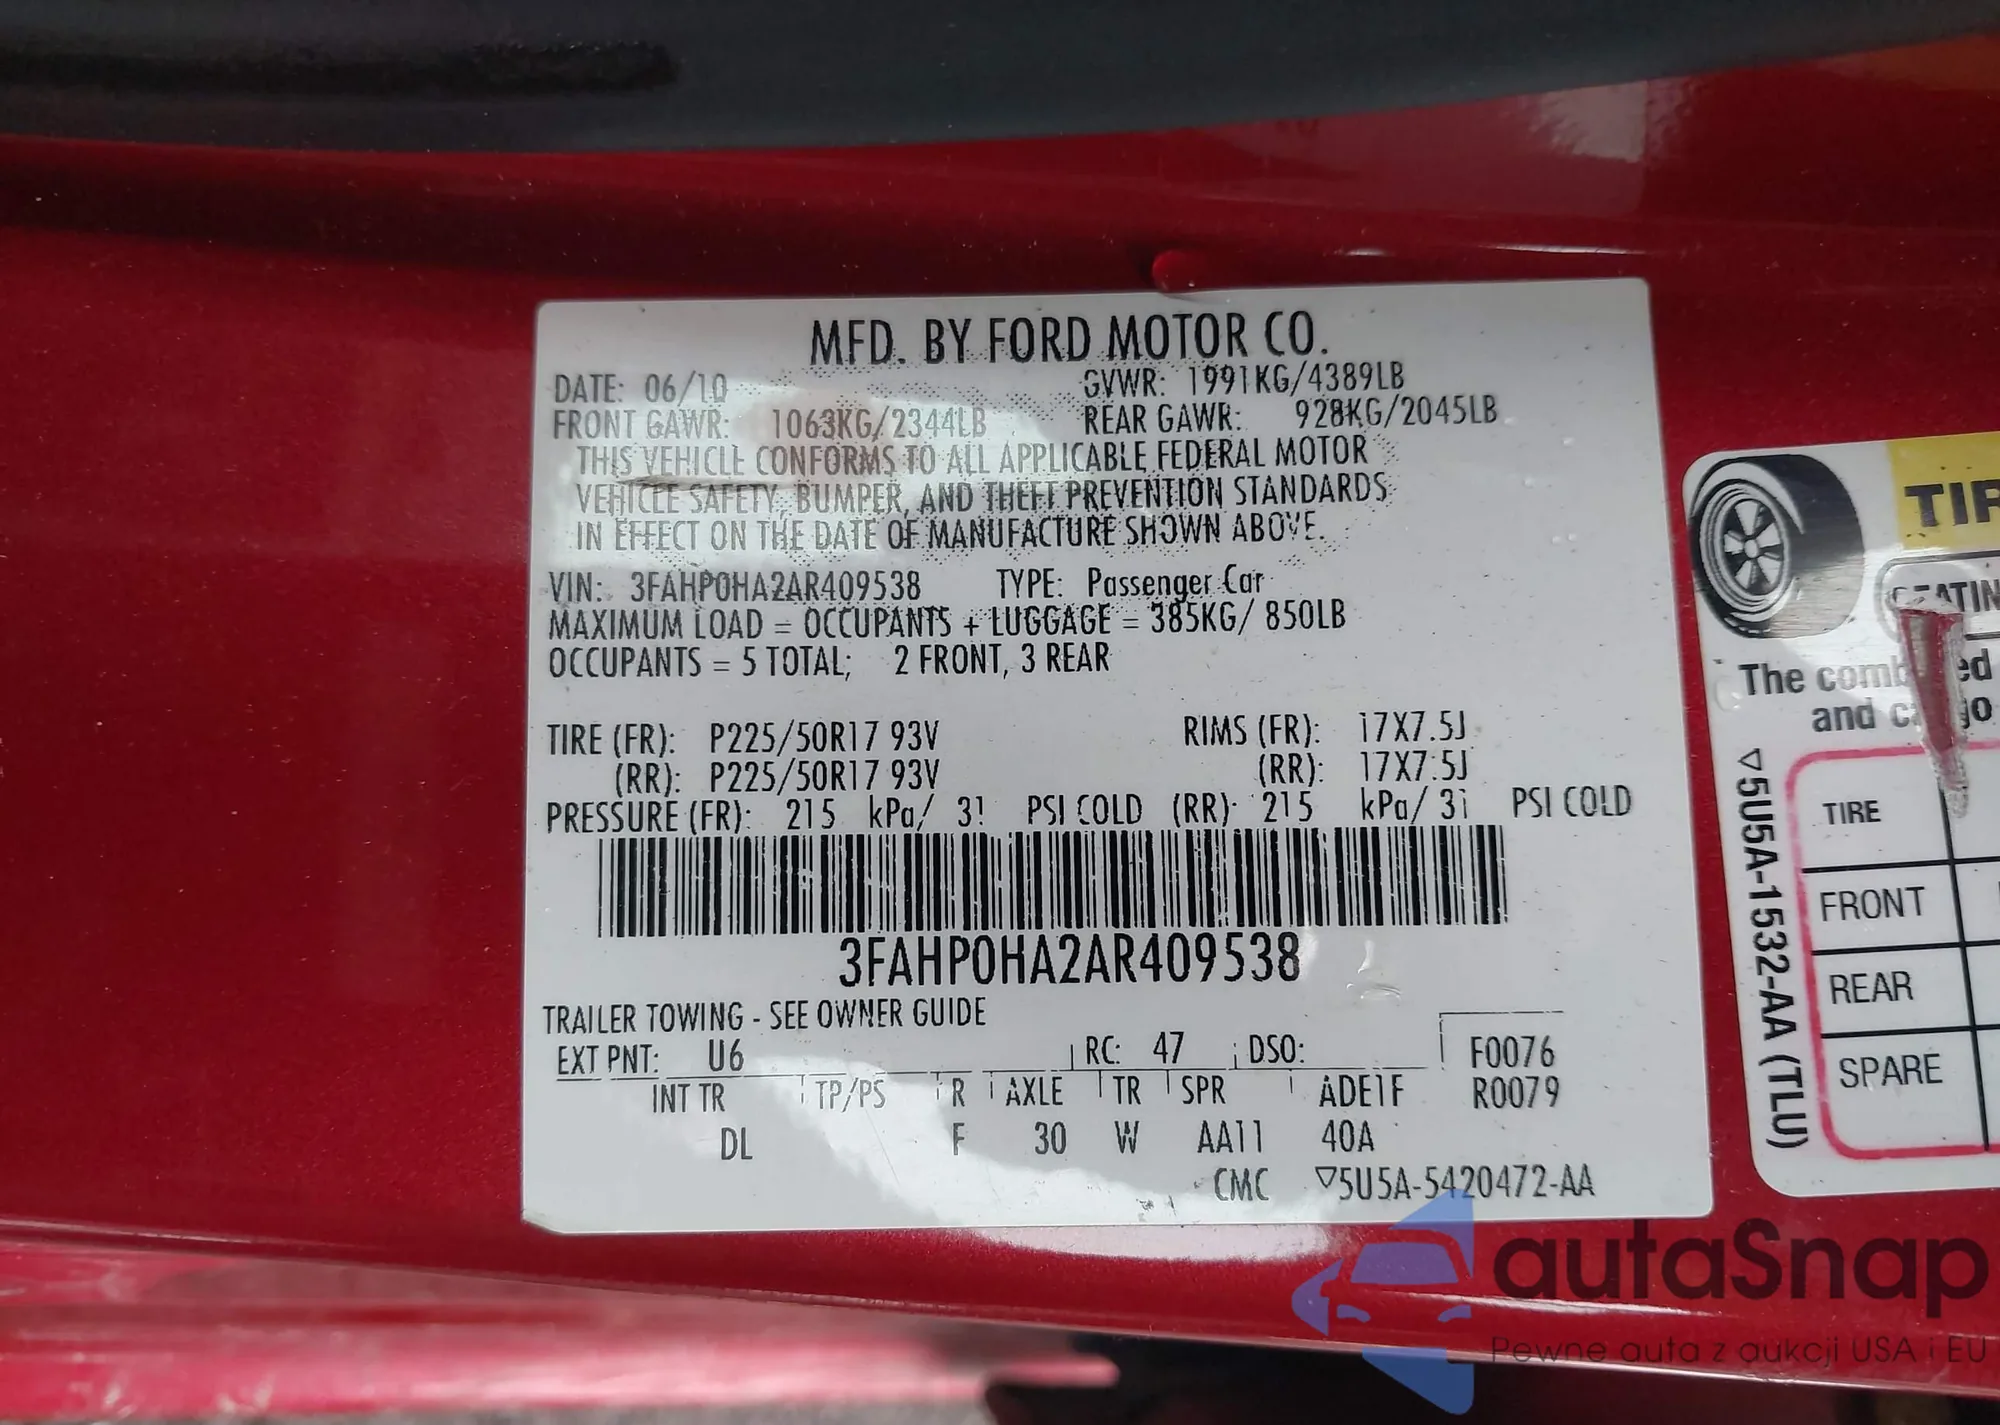 MFD. BY FORD MOTOR CO.
DATE: 06/10 GVWR: 1991KG/4389LB
FRONT GAWR: 1063KG/2344LB REAR GAWR: 928KG/2045LB
THIS VEHICLE CONFORMS TO ALL APPLICABLE FEDERAL MOTOR
VEHICLE SAFETY, BUMPER, AND THEFT PREVENTION STANDARDS
IN EFFECT ON THE DATE OF MANUFACTURE SHOWN ABOVE.
VIN: 3FAHP0HA2AR409538 TYPE: Passenger Car
MAXIMUM LOAD = OCCUPANTS + LUGGAGE = 385KG/ 850LB
OCCUPANTS = 5 TOTAL; 2 FRONT, 3 REAR
TIRE (FR): P225/50R17 93V RIMS (FR): 17X7.5J
(RR): P225/50R17 93V (RR): 17X7.5J
PRESSURE (FR): 215 kPa/ 31 PSI COLD (RR): 215 kPa/ 31 PSI COLD
3FAHP0HA2AR409538
TRAILER TOWING - SEE OWNER GUIDE
EXT PNT: U6 RC: 47 DSO: F0076
INT TR TP/PS R AXLE TR SPR ADE1F R0079
DL F 30 W AA11 40A
CMC ▽5U5A-5420472-AA
TIR
The
and
▽5U5A-1532-AA (TLU)
TIRE
FRONT
REAR
SPARE
autaSnap
Pewne auta z aukcji USA i EU